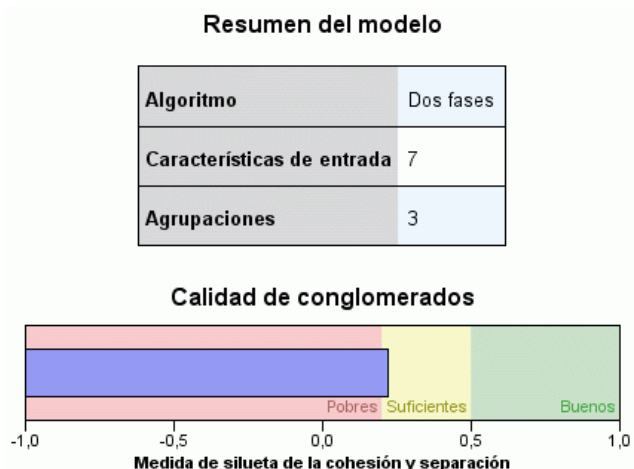 Resumen del modelo
Algoritmo Dos fases
Características de entrada 7
Agrupaciones 3
Calidad de conglomerados
Pobres Suficientes Buenos
-1,0 -0,5 0,0 0,5 1,0
Medida de silueta de la cohesión y separación